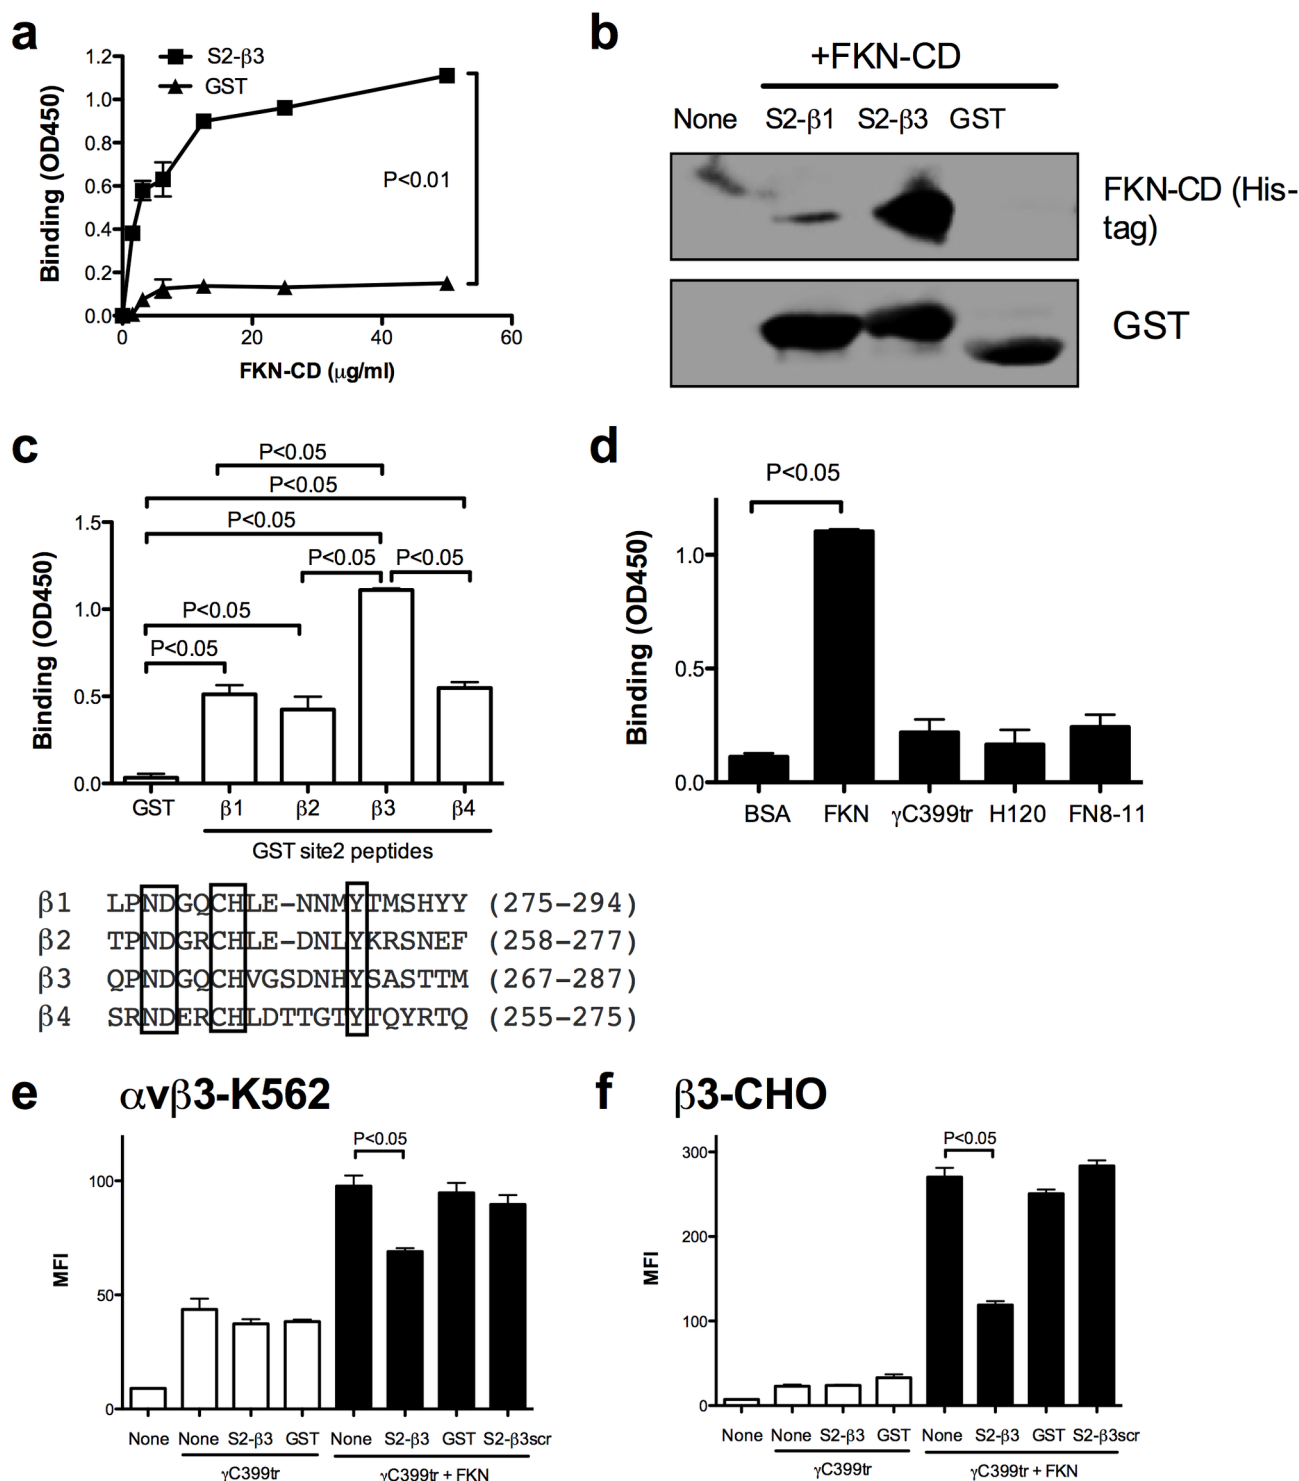 a
S2-β3
GST
1.2
1.0
0.8
0.6
0.4
0.2
0.0
Binding (OD450)
P<0.01
0 20 40 60
FKN-CD (μg/ml)
b
+FKN-CD
None S2-β1 S2-β3 GST
FKN-CD (His-
tag)
GST
c
P<0.05
P<0.05
P<0.05
P<0.05 P<0.05
P<0.05
P<0.05
1.5
1.0
0.5
0.0
Binding (OD450)
GST β1 β2 β3 β4
GST site2 peptides
β1 LPNDGQCHLE-NNMYTMSHYY (275-294)
β2 TPNDGRCHLE-DNLYKRSNEF (258-277)
β3 QPNDGQCHVGSDNHYSASTTM (267-287)
β4 SRNDERCHLDTTGTYTQYRTQ (255-275)
d
P<0.05
1.0
0.5
0.0
Binding (OD450)
BSA FKN γC399tr H120 FN8-11
e αvβ3-K562
P<0.05
100
50
0
MFI
None None S2-β3 GST None S2-β3 GST S2-β3scr
γC399tr γC399tr + FKN
f β3-CHO
P<0.05
300
200
100
0
MFI
None None S2-β3 GST None S2-β3 GST S2-β3scr
γC399tr γC399tr + FKN